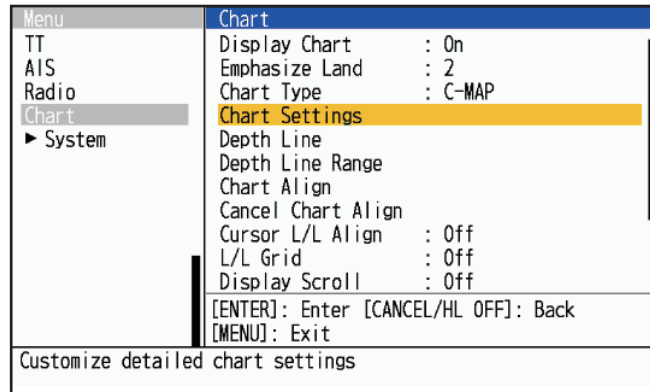 Menu
TT
AIS
Radio
Chart
► System
Chart
Display Chart : On
Emphasize Land : 2
Chart Type : C-MAP
Chart Settings
Depth Line
Depth Line Range
Chart Align
Cancel Chart Align
Cursor L/L Align : Off
L/L Grid : Off
Display Scroll : Off
[ENTER]: Enter [CANCEL/HL OFF]: Back
[MENU]: Exit
Customize detailed chart settings